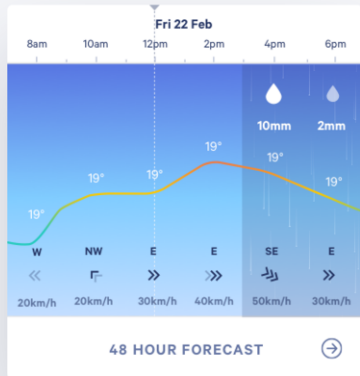 Fri 22 Feb
8am 10am 12pm 2pm 4pm 6pm
10mm 2mm
19° 19° 19° 19° 19° 19°
W NW E E SE E
20km/h 20km/h 30km/h 40km/h 50km/h 30km/h
48 HOUR FORECAST